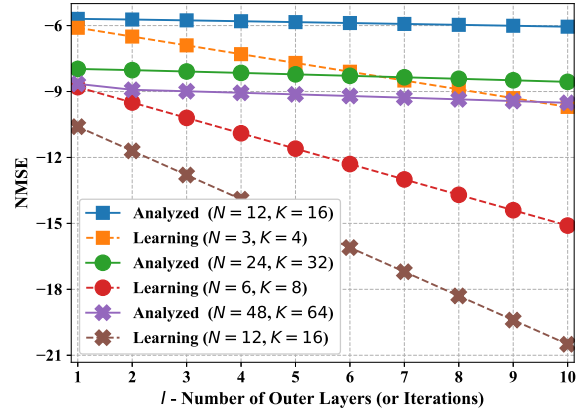 −6
−9
−12
−15
−18
−21
NMSE
Analyzed (N = 12, K = 16)
Learning (N = 3, K = 4)
Analyzed (N = 24, K = 32)
Learning (N = 6, K = 8)
Analyzed (N = 48, K = 64)
Learning (N = 12, K = 16)
1 2 3 4 5 6 7 8 9 10
l - Number of Outer Layers (or Iterations)